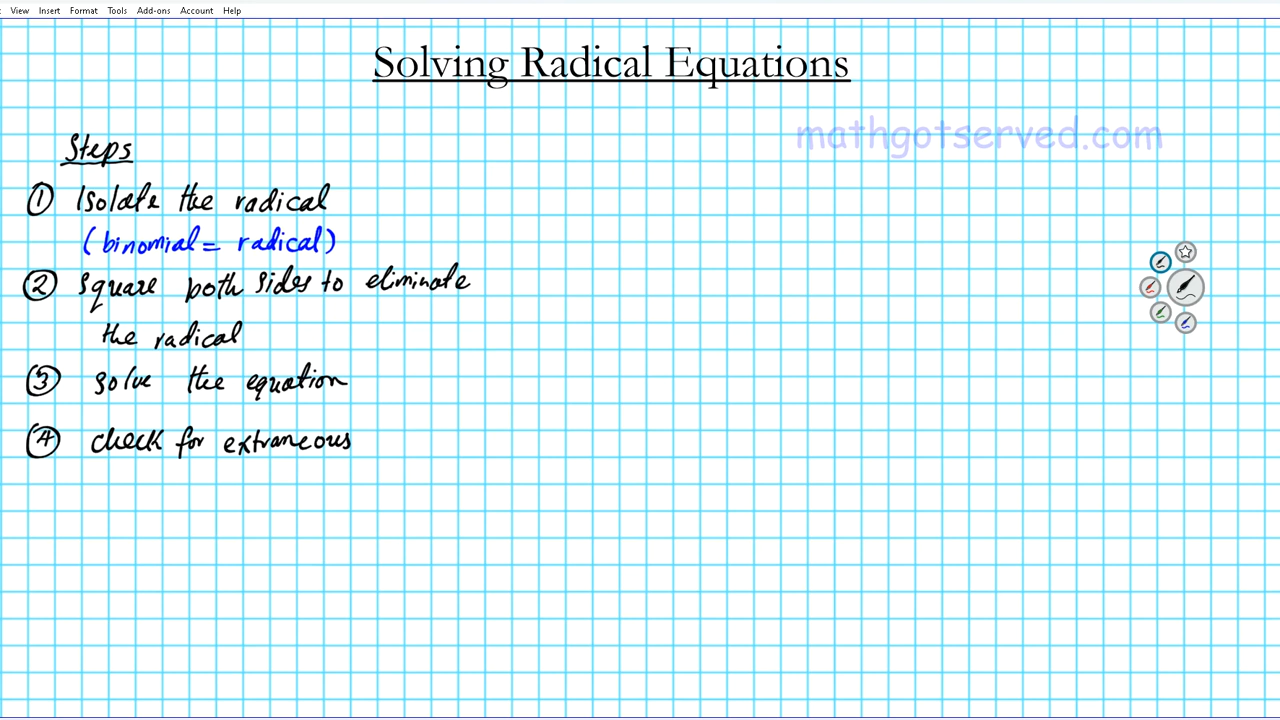 View Insert Format Tools Add-ons Account Help
Solving Radical Equations
mathgotserved.com
Steps
① Isolate the radical
(binomial = radical)
② square both sides to eliminate
the radical
③ solve the equation
④ check for extraneous